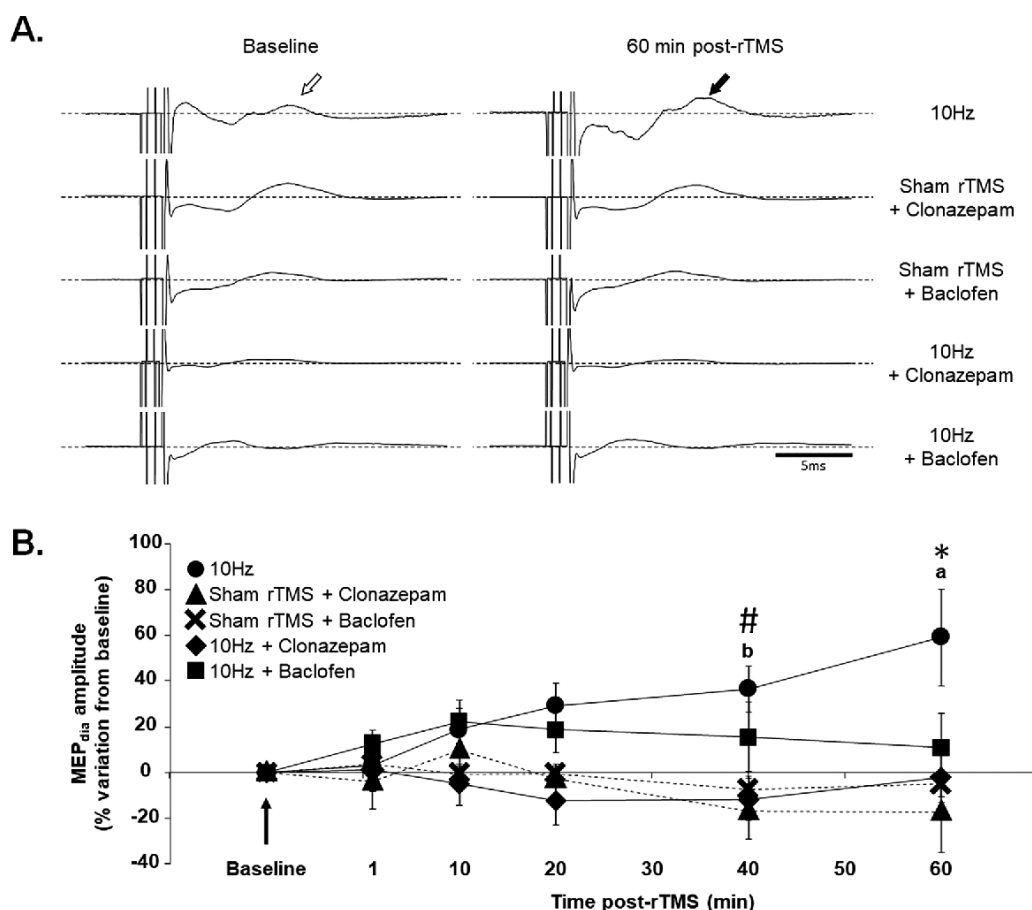 A.
Baseline
60 min post-rTMS
10Hz
Sham rTMS
+ Clonazepam
Sham rTMS
+ Baclofen
10Hz
+ Clonazepam
10Hz
+ Baclofen
5ms
B.
MEPdia amplitude
(% variation from baseline)
100
80
60
40
20
0
-20
-40
10Hz
Sham rTMS + Clonazepam
Sham rTMS + Baclofen
10Hz + Clonazepam
10Hz + Baclofen
#
b
*
a
Baseline
1 10 20 30 40 50 60
Time post-rTMS (min)